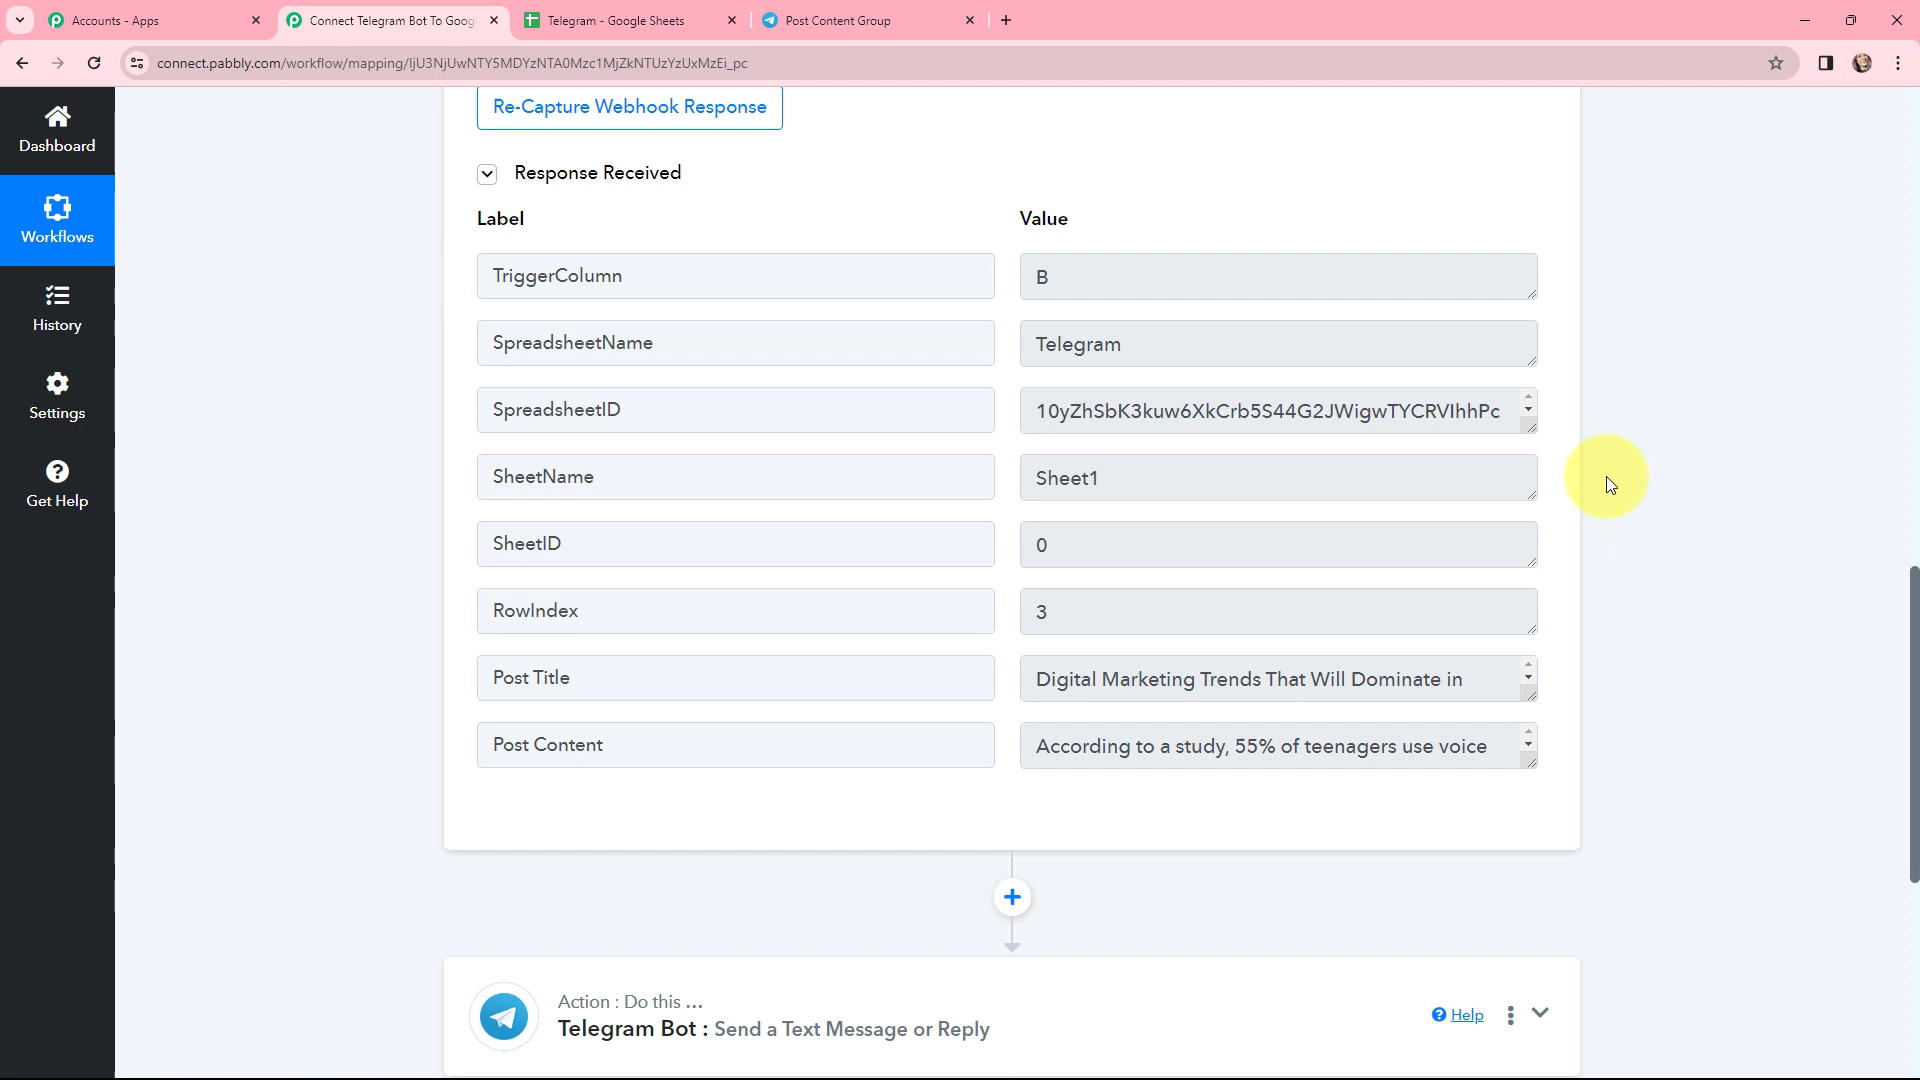 Accounts - Apps
Connect Telegram Bot To Goog
Telegram - Google Sheets
Post Content Group
connect.pabbly.com/workflow/mapping/IjU3NjUwNTY5MDYzNTA0Mzc1MjZkNTUzYzUxMzEi_pc
Dashboard
Workflows
History
Settings
Get Help
Re-Capture Webhook Response
Response Received
Label
Value
TriggerColumn
B
SpreadsheetName
Telegram
SpreadsheetID
10yZhSbK3kuw6XkCrb5S44G2JWigwTYCRVIhhPc
SheetName
Sheet1
SheetID
0
RowIndex
3
Post Title
Digital Marketing Trends That Will Dominate in
Post Content
According to a study, 55% of teenagers use voice
Action : Do this ...
Telegram Bot : Send a Text Message or Reply
Help